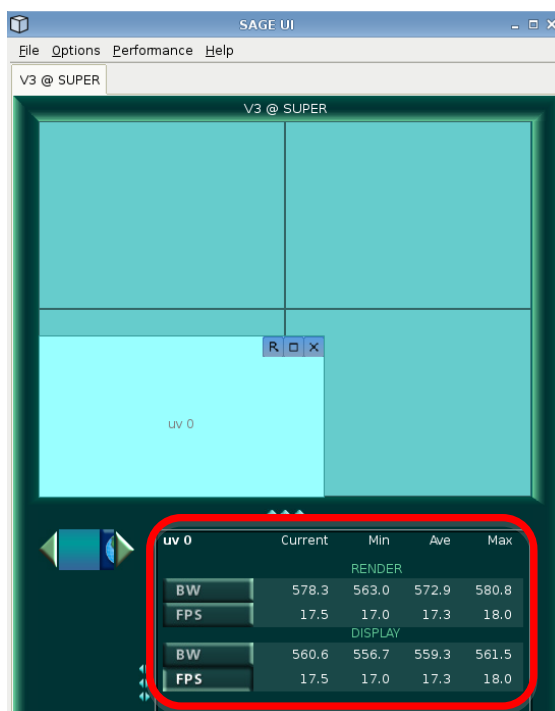 SAGE UI
File Options Performance Help
V3 @ SUPER
V3 @ SUPER
R
uv 0
uv 0 Current Min Ave Max
RENDER
BW 578.3 563.0 572.9 580.8
FPS 17.5 17.0 17.3 18.0
DISPLAY
BW 560.6 556.7 559.3 561.5
FPS 17.5 17.0 17.3 18.0